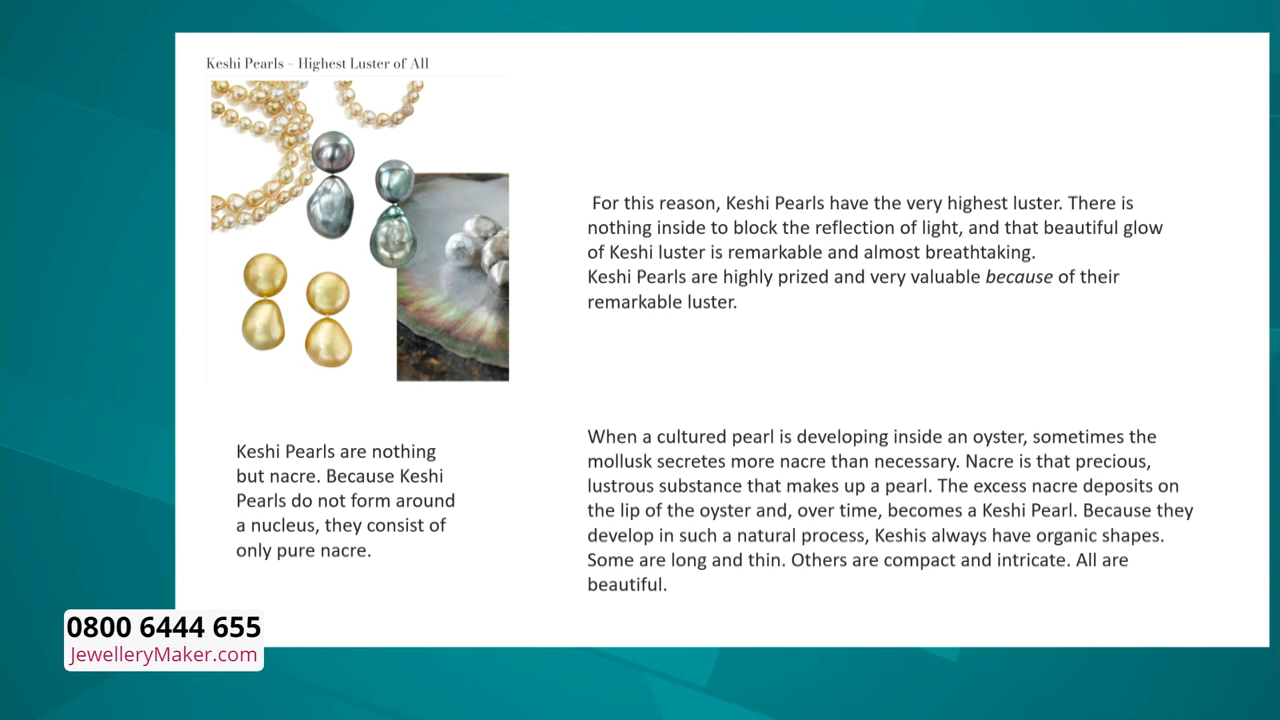 Keshi Pearls – Highest Luster of All
For this reason, Keshi Pearls have the very highest luster. There is
nothing inside to block the reflection of light, and that beautiful glow
of Keshi luster is remarkable and almost breathtaking.
Keshi Pearls are highly prized and very valuable because of their
remarkable luster.
Keshi Pearls are nothing
but nacre. Because Keshi
Pearls do not form around
a nucleus, they consist of
only pure nacre.
When a cultured pearl is developing inside an oyster, sometimes the
mollusk secretes more nacre than necessary. Nacre is that precious,
lustrous substance that makes up a pearl. The excess nacre deposits on
the lip of the oyster and, over time, becomes a Keshi Pearl. Because they
develop in such a natural process, Keshis always have organic shapes.
Some are long and thin. Others are compact and intricate. All are
beautiful.
0800 6444 655
JewelleryMaker.com